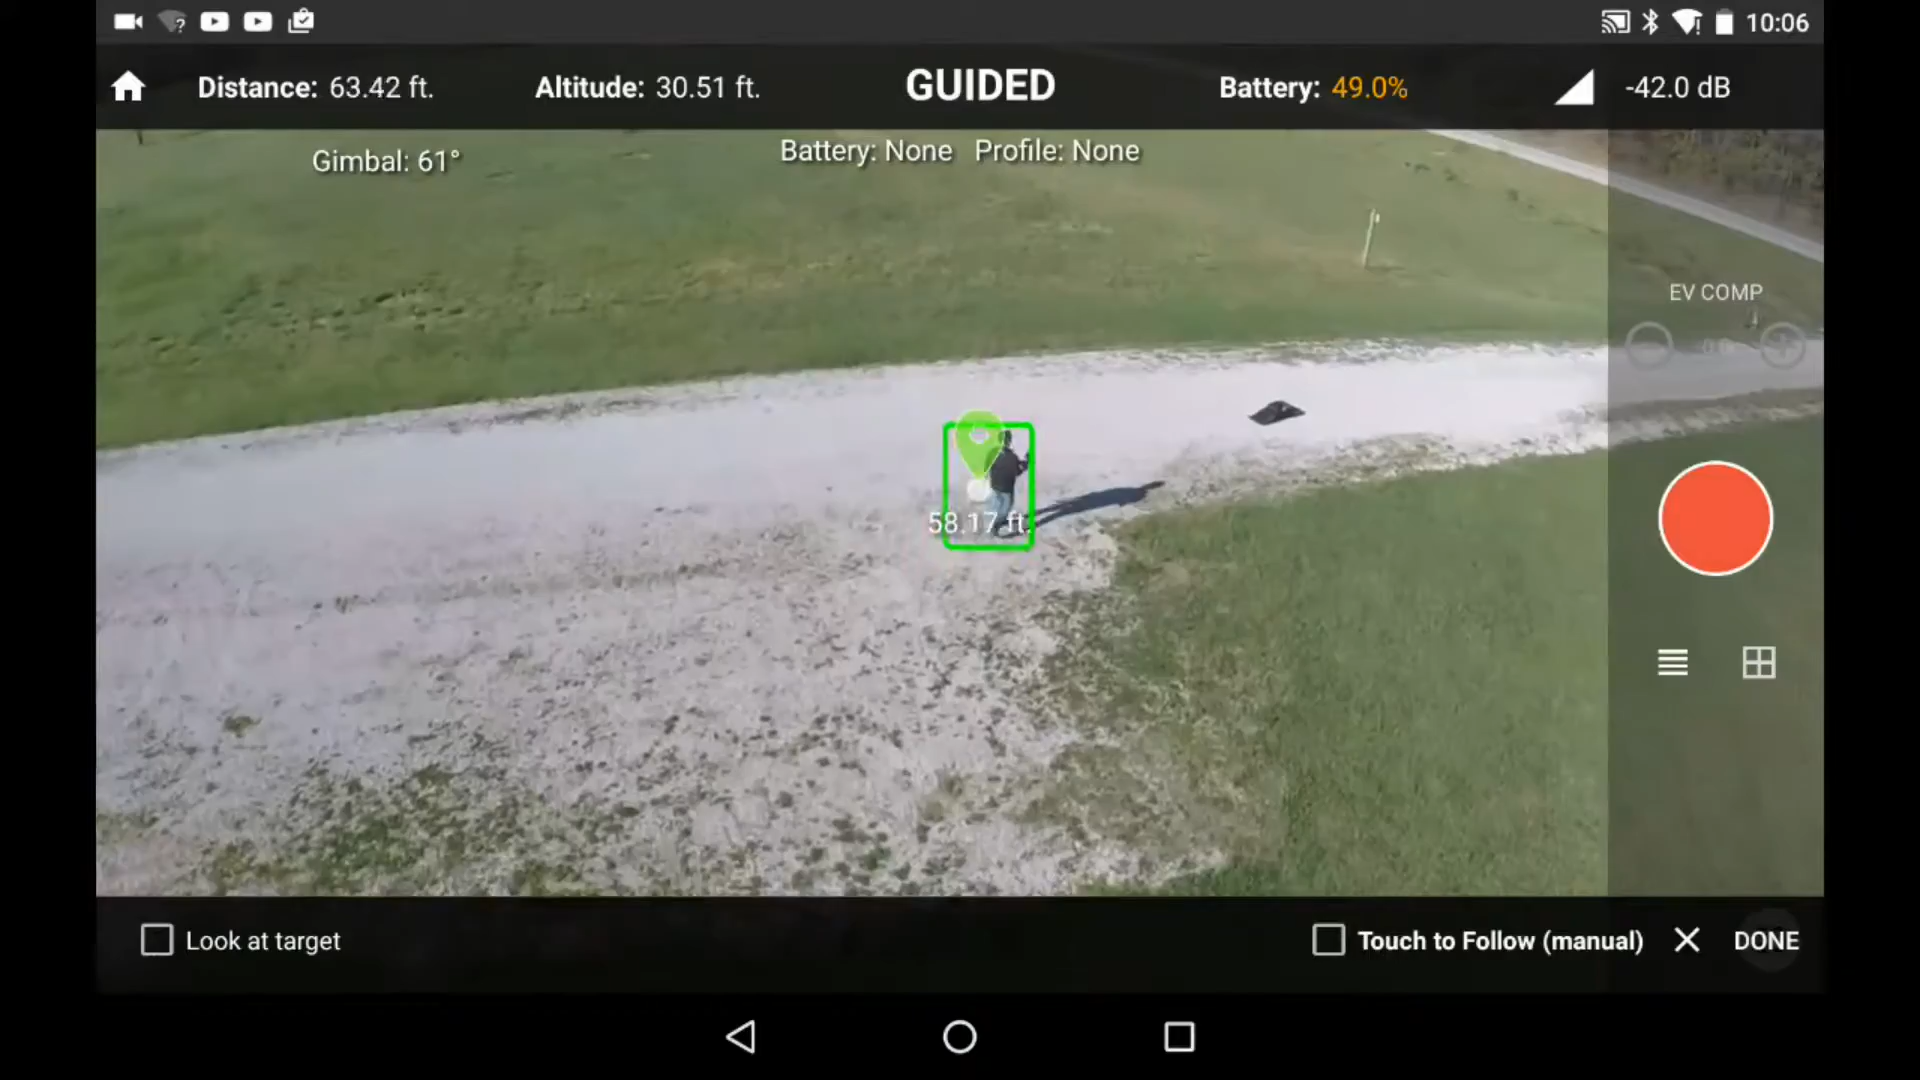 10:06
Distance: 63.42 ft. Altitude: 30.51 ft. GUIDED Battery: 49.0% -42.0 dB
Gimbal: 61° Battery: None Profile: None
EV COMP
58.17 ft.
Look at target Touch to Follow (manual) DONE